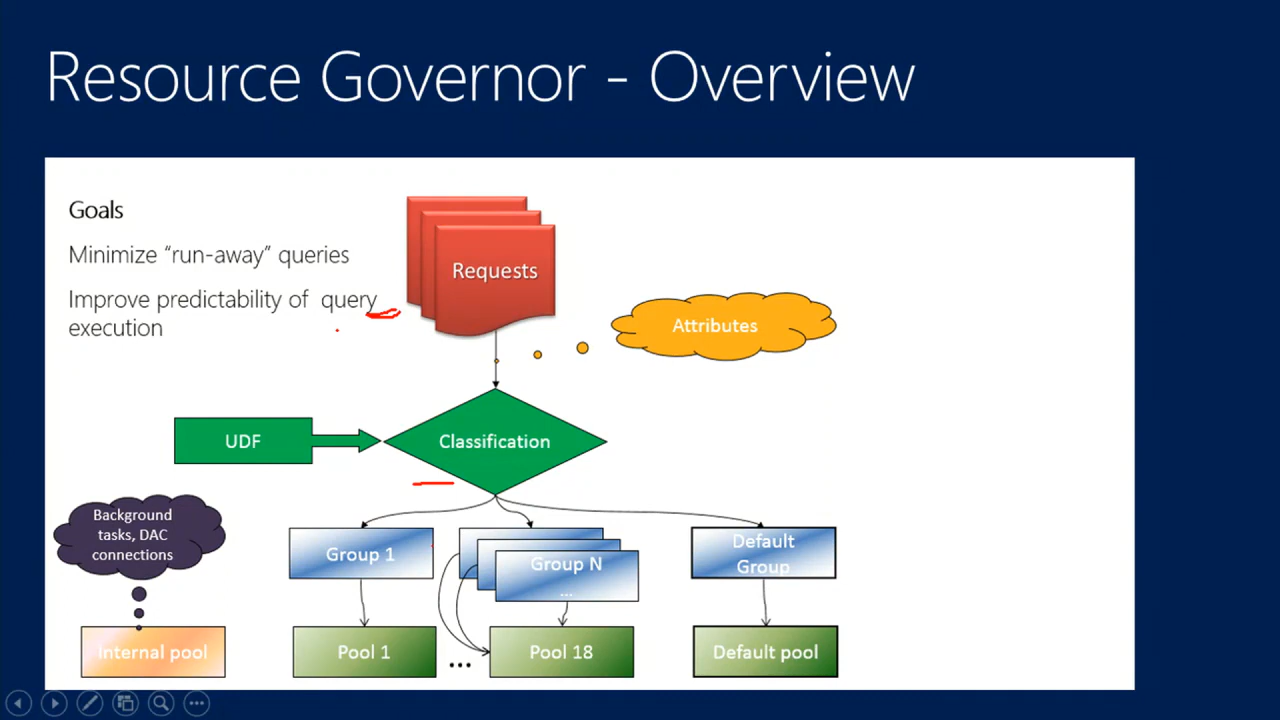 Resource Governor - Overview
Goals
Minimize “run-away” queries
Improve predictability of query
execution
Requests
Attributes
UDF
Classification
Background
tasks, DAC
connections
Group 1
Group N
...
Default
Group
Internal pool
Pool 1
...
Pool 18
Default pool